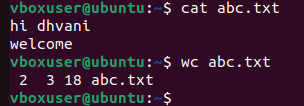 vboxuser@ubuntu:~$ cat abc.txt
hi dhvani
welcome
vboxuser@ubuntu:~$ wc abc.txt
 2  3 18 abc.txt
vboxuser@ubuntu:~$